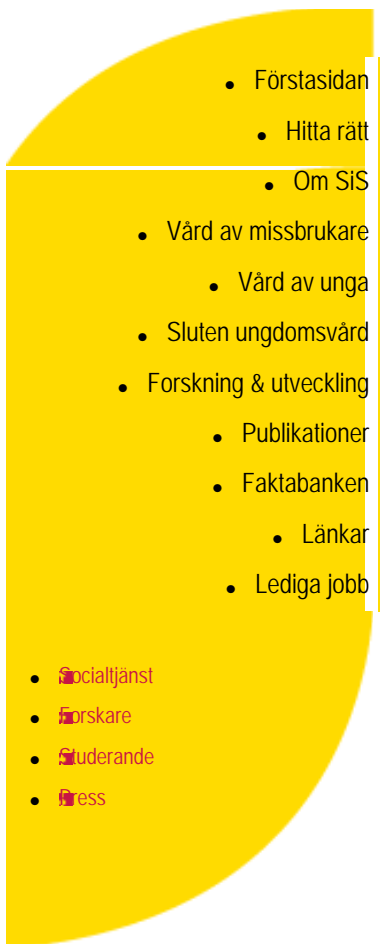 • Förstasidan
• Hitta rätt
• Om SiS
• Vård av missbrukare
• Vård av unga
• Sluten ungdomsvård
• Forskning & utveckling
• Publikationer
• Faktabanken
• Länkar
• Lediga jobb
• Socialtjänst
• Forskare
• Studerande
• Press